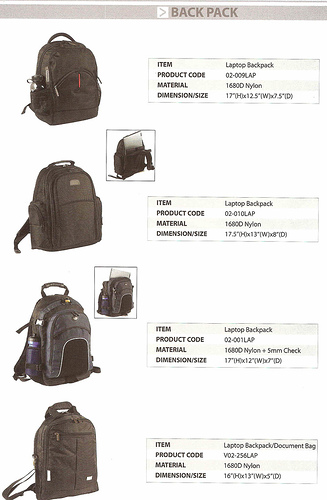 BACK PACK
ITEM Laptop Backpack
PRODUCT CODE 02-009LAP
MATERIAL 1680D Nylon
DIMENSION/SIZE 17"(H)x12.5"(W)x7.5"(D)
ITEM Laptop Backpack
PRODUCT CODE 02-010LAP
MATERIAL 1680D Nylon
DIMENSION/SIZE 17.5"(H)x13"(W)x8"(D)
ITEM Laptop Backpack
PRODUCT CODE 02-001LAP
MATERIAL 1680D Nylon + 5mm Check
DIMENSION/SIZE 17"(H)x12"(W)x7"(D)
ITEM Laptop Backpack/Document Bag
PRODUCT CODE V02-256LAP
MATERIAL 1680D Nylon
DIMENSION/SIZE 16"(H)x13"(W)x5"(D)